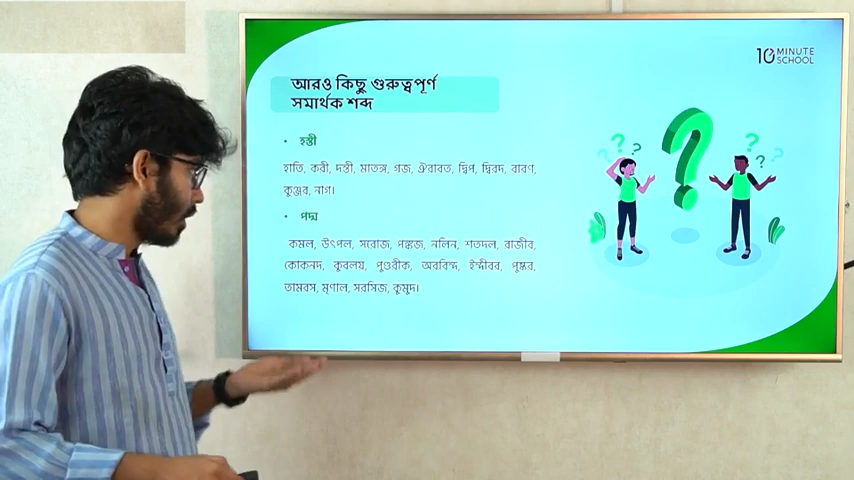 10 MINUTE
SCHOOL
আরও কিছু গুরুত্বপূর্ণ
সমার্থক শব্দ
• হস্তী
হাতি, করী, দন্তী, মাতঙ্গ, গজ, ঐরাবত, দ্বিপ, দ্বিরদ, বারণ,
কুঞ্জর, নাগ।
• পদ্ম
কমল, উৎপল, সরোজ, পঙ্কজ, নলিন, শতদল, রাজীব,
কোকনদ, কুবলয়, পুণ্ডরীক, অরবিন্দ, ইন্দীবর, পুষ্কর,
তামরস, মৃণাল, সরসিজ, কুমুদ।